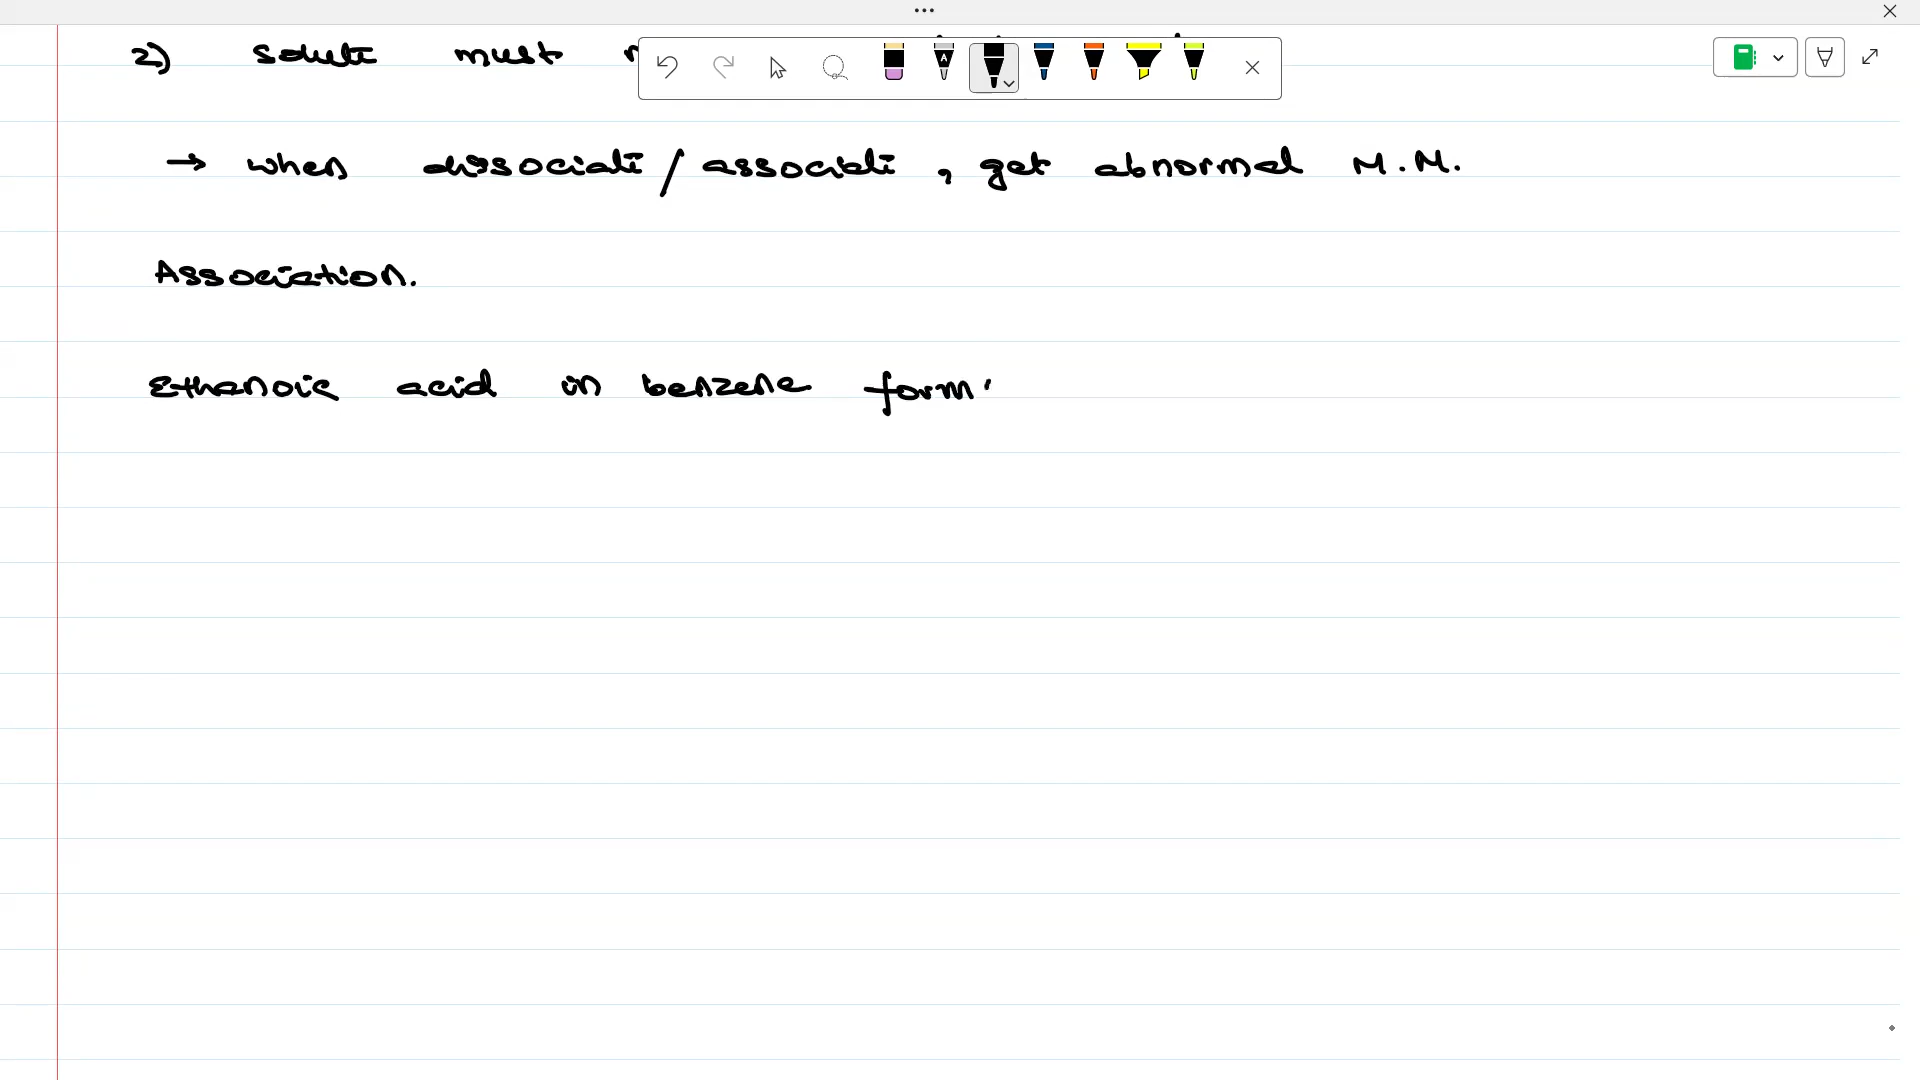 2) solute must
→ when dissociate / associate , get abnormal M.M.
Association.
Ethanoic acid in benzene form